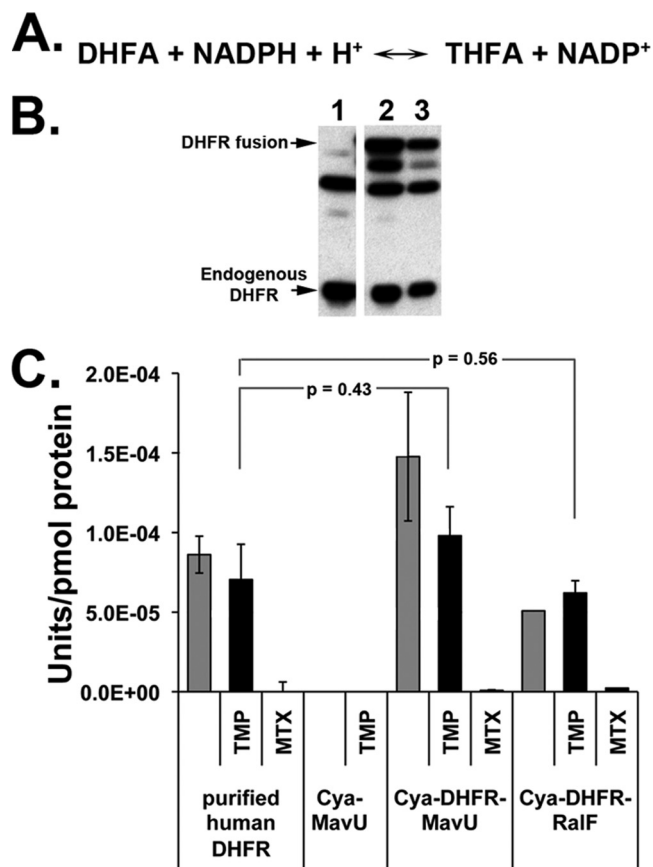 A. DHFA + NADPH + H⁺ ↔ THFA + NADP⁺
B.
1 2 3
DHFR fusion
Endogenous
DHFR
C.
Units/pmol protein
2.0E-04
1.5E-04
1.0E-04
5.0E-05
0.0E+00
p = 0.56
p = 0.43
TMP MTX TMP TMP MTX TMP MTX
purified
human
DHFR
Cya-
MavU
Cya-DHFR-
MavU
Cya-DHFR-
RalF